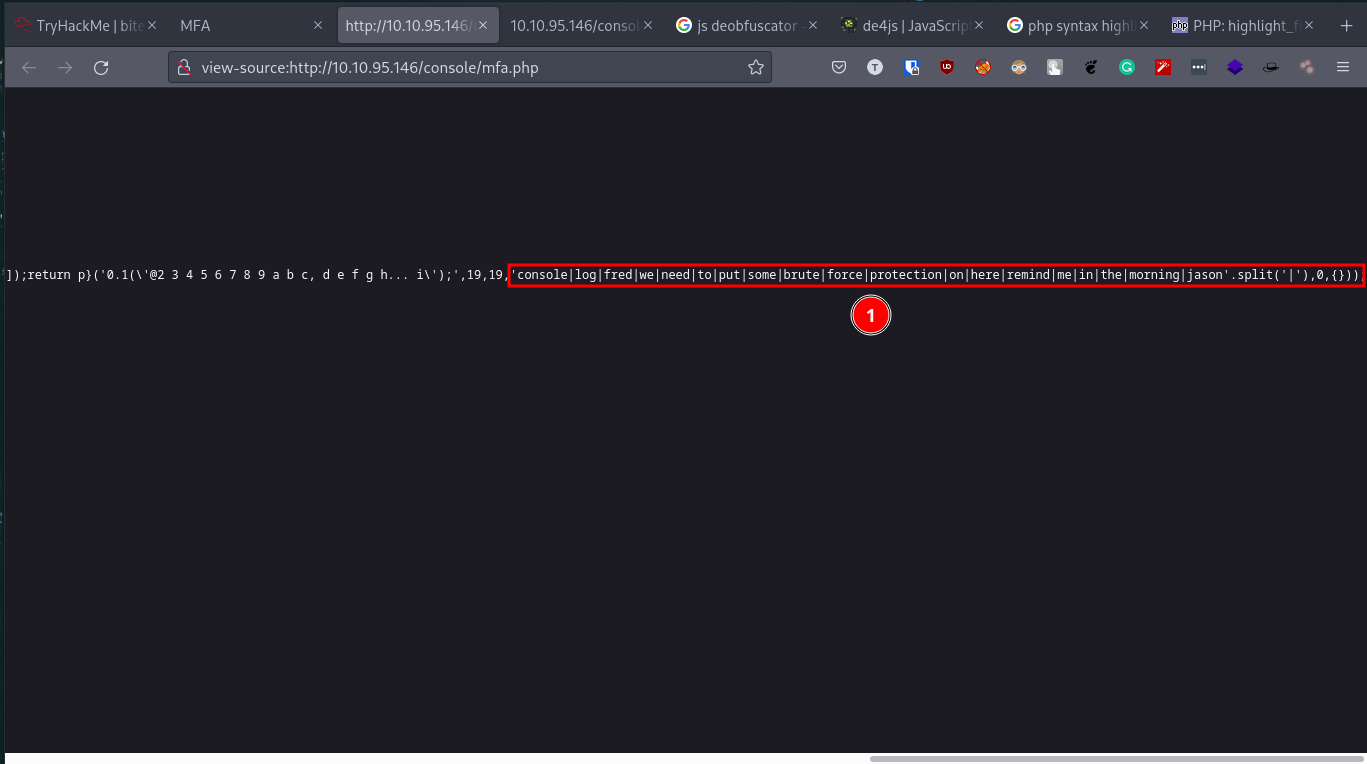 TryHackMe | bite
MFA
http://10.10.95.146/
10.10.95.146/conso
js deobfuscator -
de4js | JavaScrip
php syntax highl
PHP: highlight_f
view-source:http://10.10.95.146/console/mfa.php
]);return p}('0.1(\'@2 3 4 5 6 7 8 9 a b c, d e f g h... i\');',19,19,'console|log|fred|we|need|to|put|some|brute|force|protection|on|here|remind|me|in|the|morning|jason'.split('|'),0,{}))
1